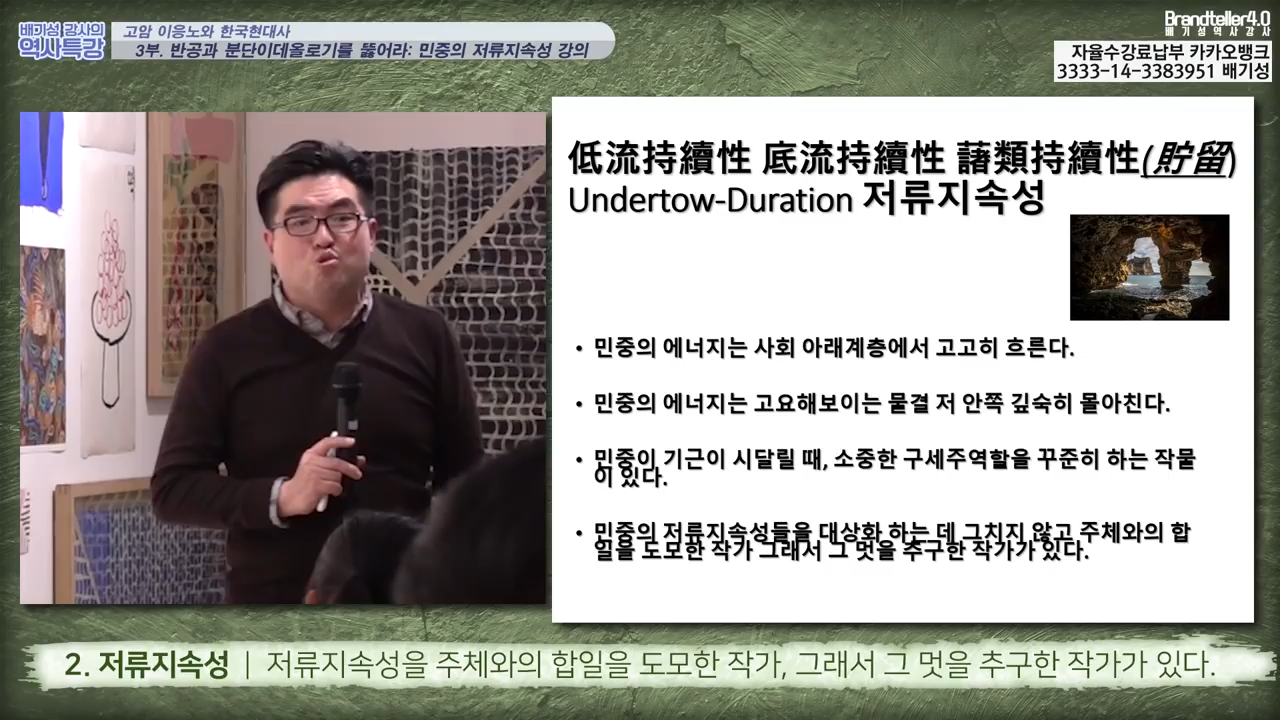 배기성 강사의
역사특강
고암 이응노와 한국현대사
3부. 반공과 분단이데올로기를 뚫어라: 민중의 저류지속성 강의
Brandteller4.0
배기성역사강사
자율수강료납부 카카오뱅크
3333-14-3383951 배기성
低流持續性 底流持續性 藷類持續性(貯留)
Undertow-Duration 저류지속성
• 민중의 에너지는 사회 아래계층에서 고고히 흐른다.
• 민중의 에너지는 고요해보이는 물결 저 안쪽 깊숙히 몰아친다.
• 민중이 기근이 시달릴 때, 소중한 구세주역할을 꾸준히 하는 작물
이 있다.
• 민중의 저류지속성들을 대상화 하는 데 그치지 않고 주체와의 합
일을 도모한 작가 그래서 그 멋을 추구한 작가가 있다.
2. 저류지속성 | 저류지속성을 주체와의 합일을 도모한 작가, 그래서 그 멋을 추구한 작가가 있다.